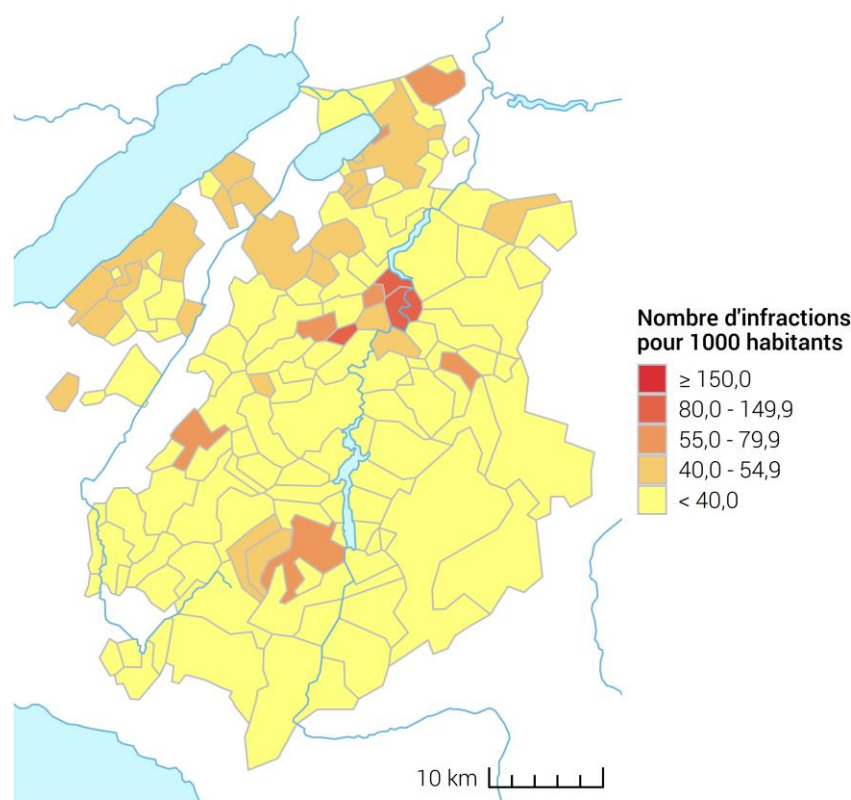 Nombre d'infractions
pour 1000 habitants
≥ 150,0
80,0 - 149,9
55,0 - 79,9
40,0 - 54,9
< 40,0
10 km